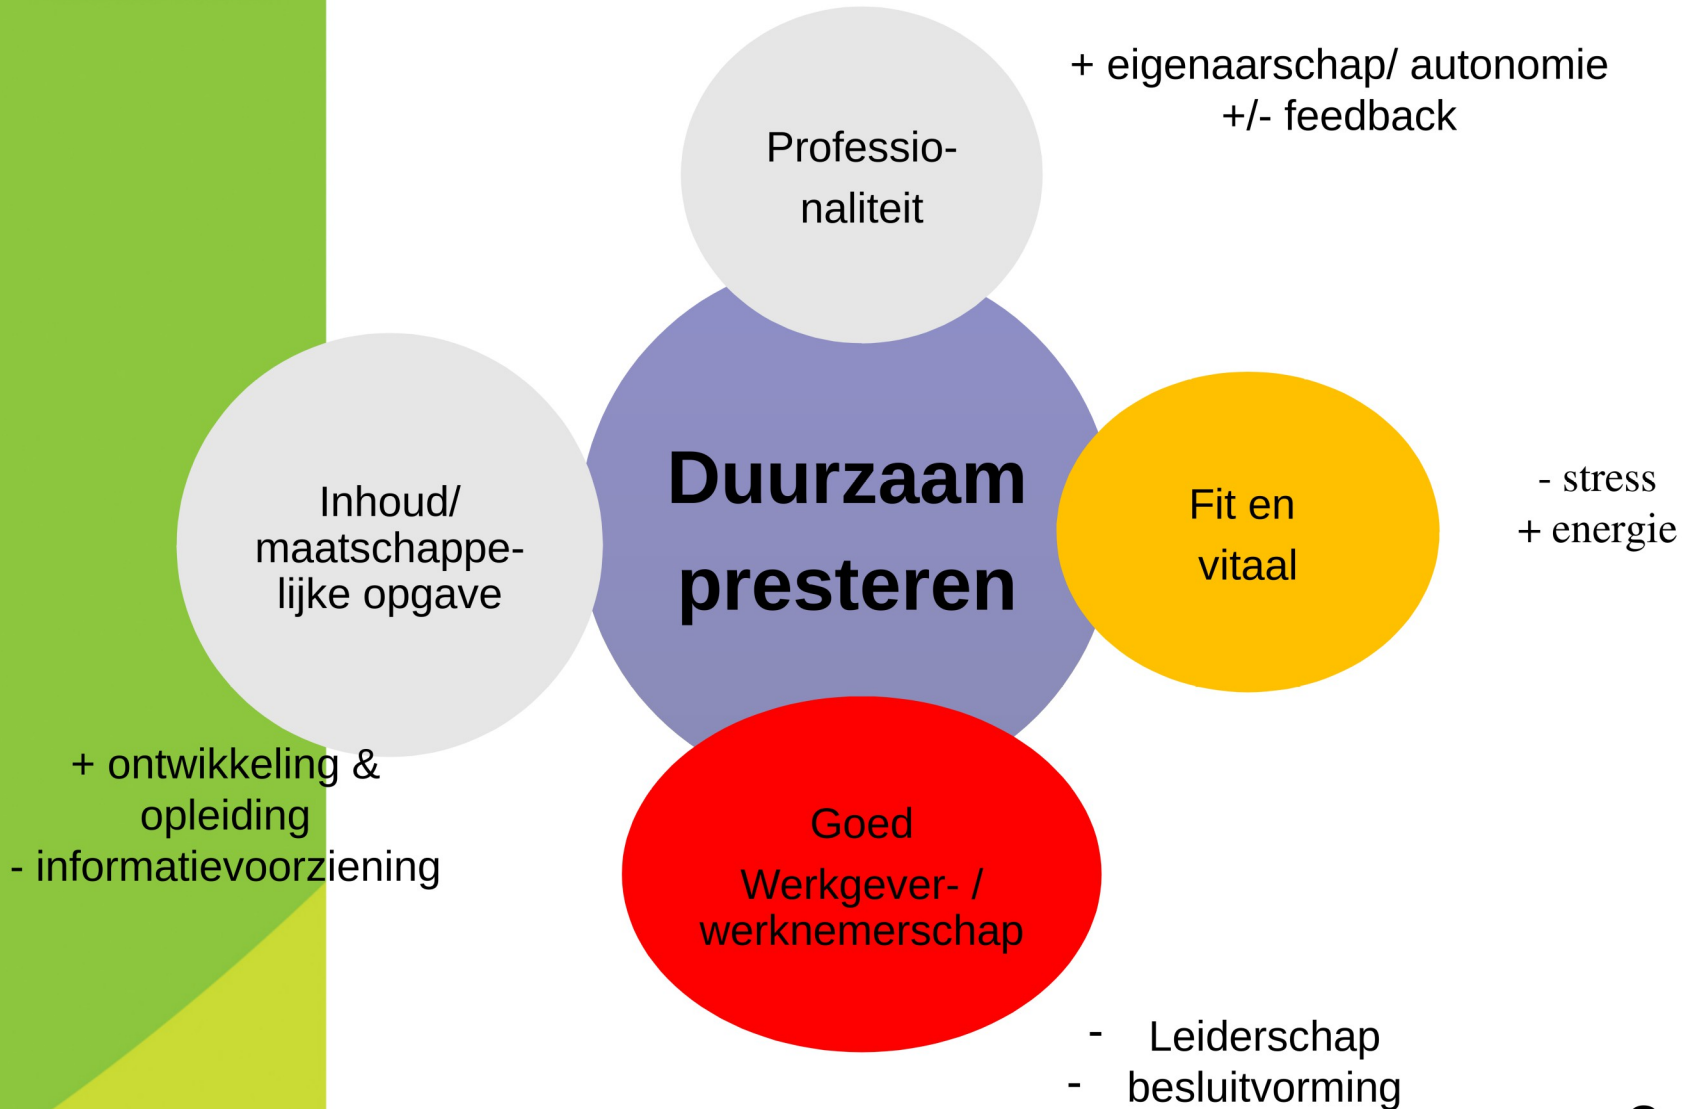 + eigenaarschap/ autonomie
+/- feedback
Professio-
naliteit
Duurzaam
presteren
Inhoud/
maatschappe-
lijke opgave
Fit en
vitaal
- stress
+ energie
+ ontwikkeling &
opleiding
- informatievoorziening
Goed
Werkgever- /
werknemerschap
- Leiderschap
- besluitvorming